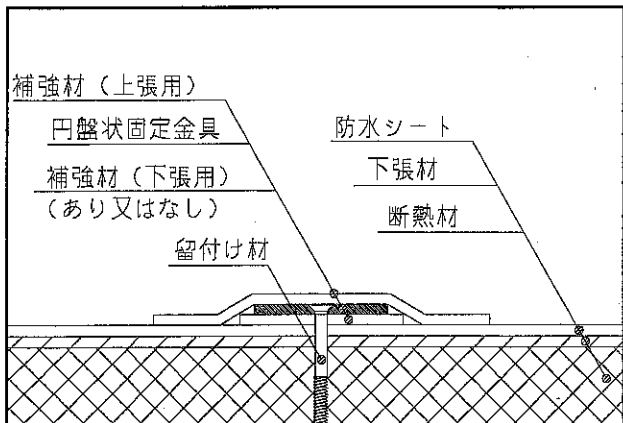 補強材（上張用）
円盤状固定金具
補強材（下張用）
（あり又はなし）
留付け材
防水シート
下張材
断熱材